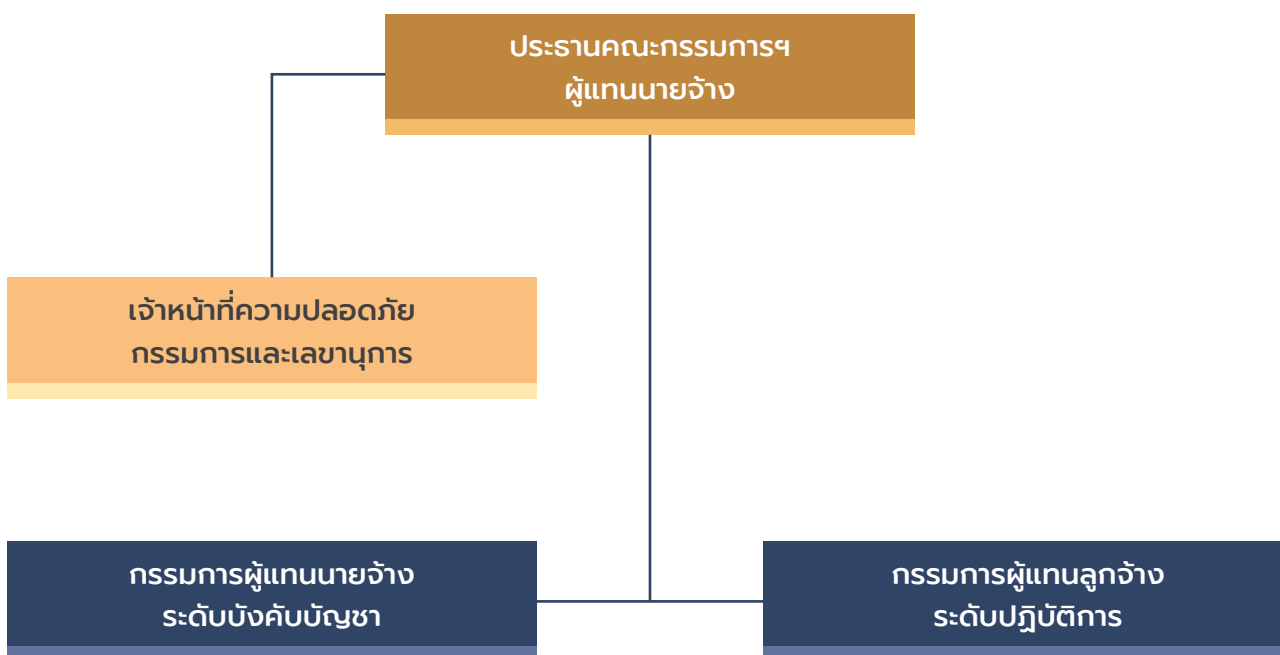 ประธานคณะกรรมการฯ
ผู้แทนนายจ้าง
เจ้าหน้าที่ความปลอดภัย
กรรมการและเลขานุการ
กรรมการผู้แทนนายจ้าง
ระดับบังคับบัญชา
กรรมการผู้แทนลูกจ้าง
ระดับปฏิบัติการ